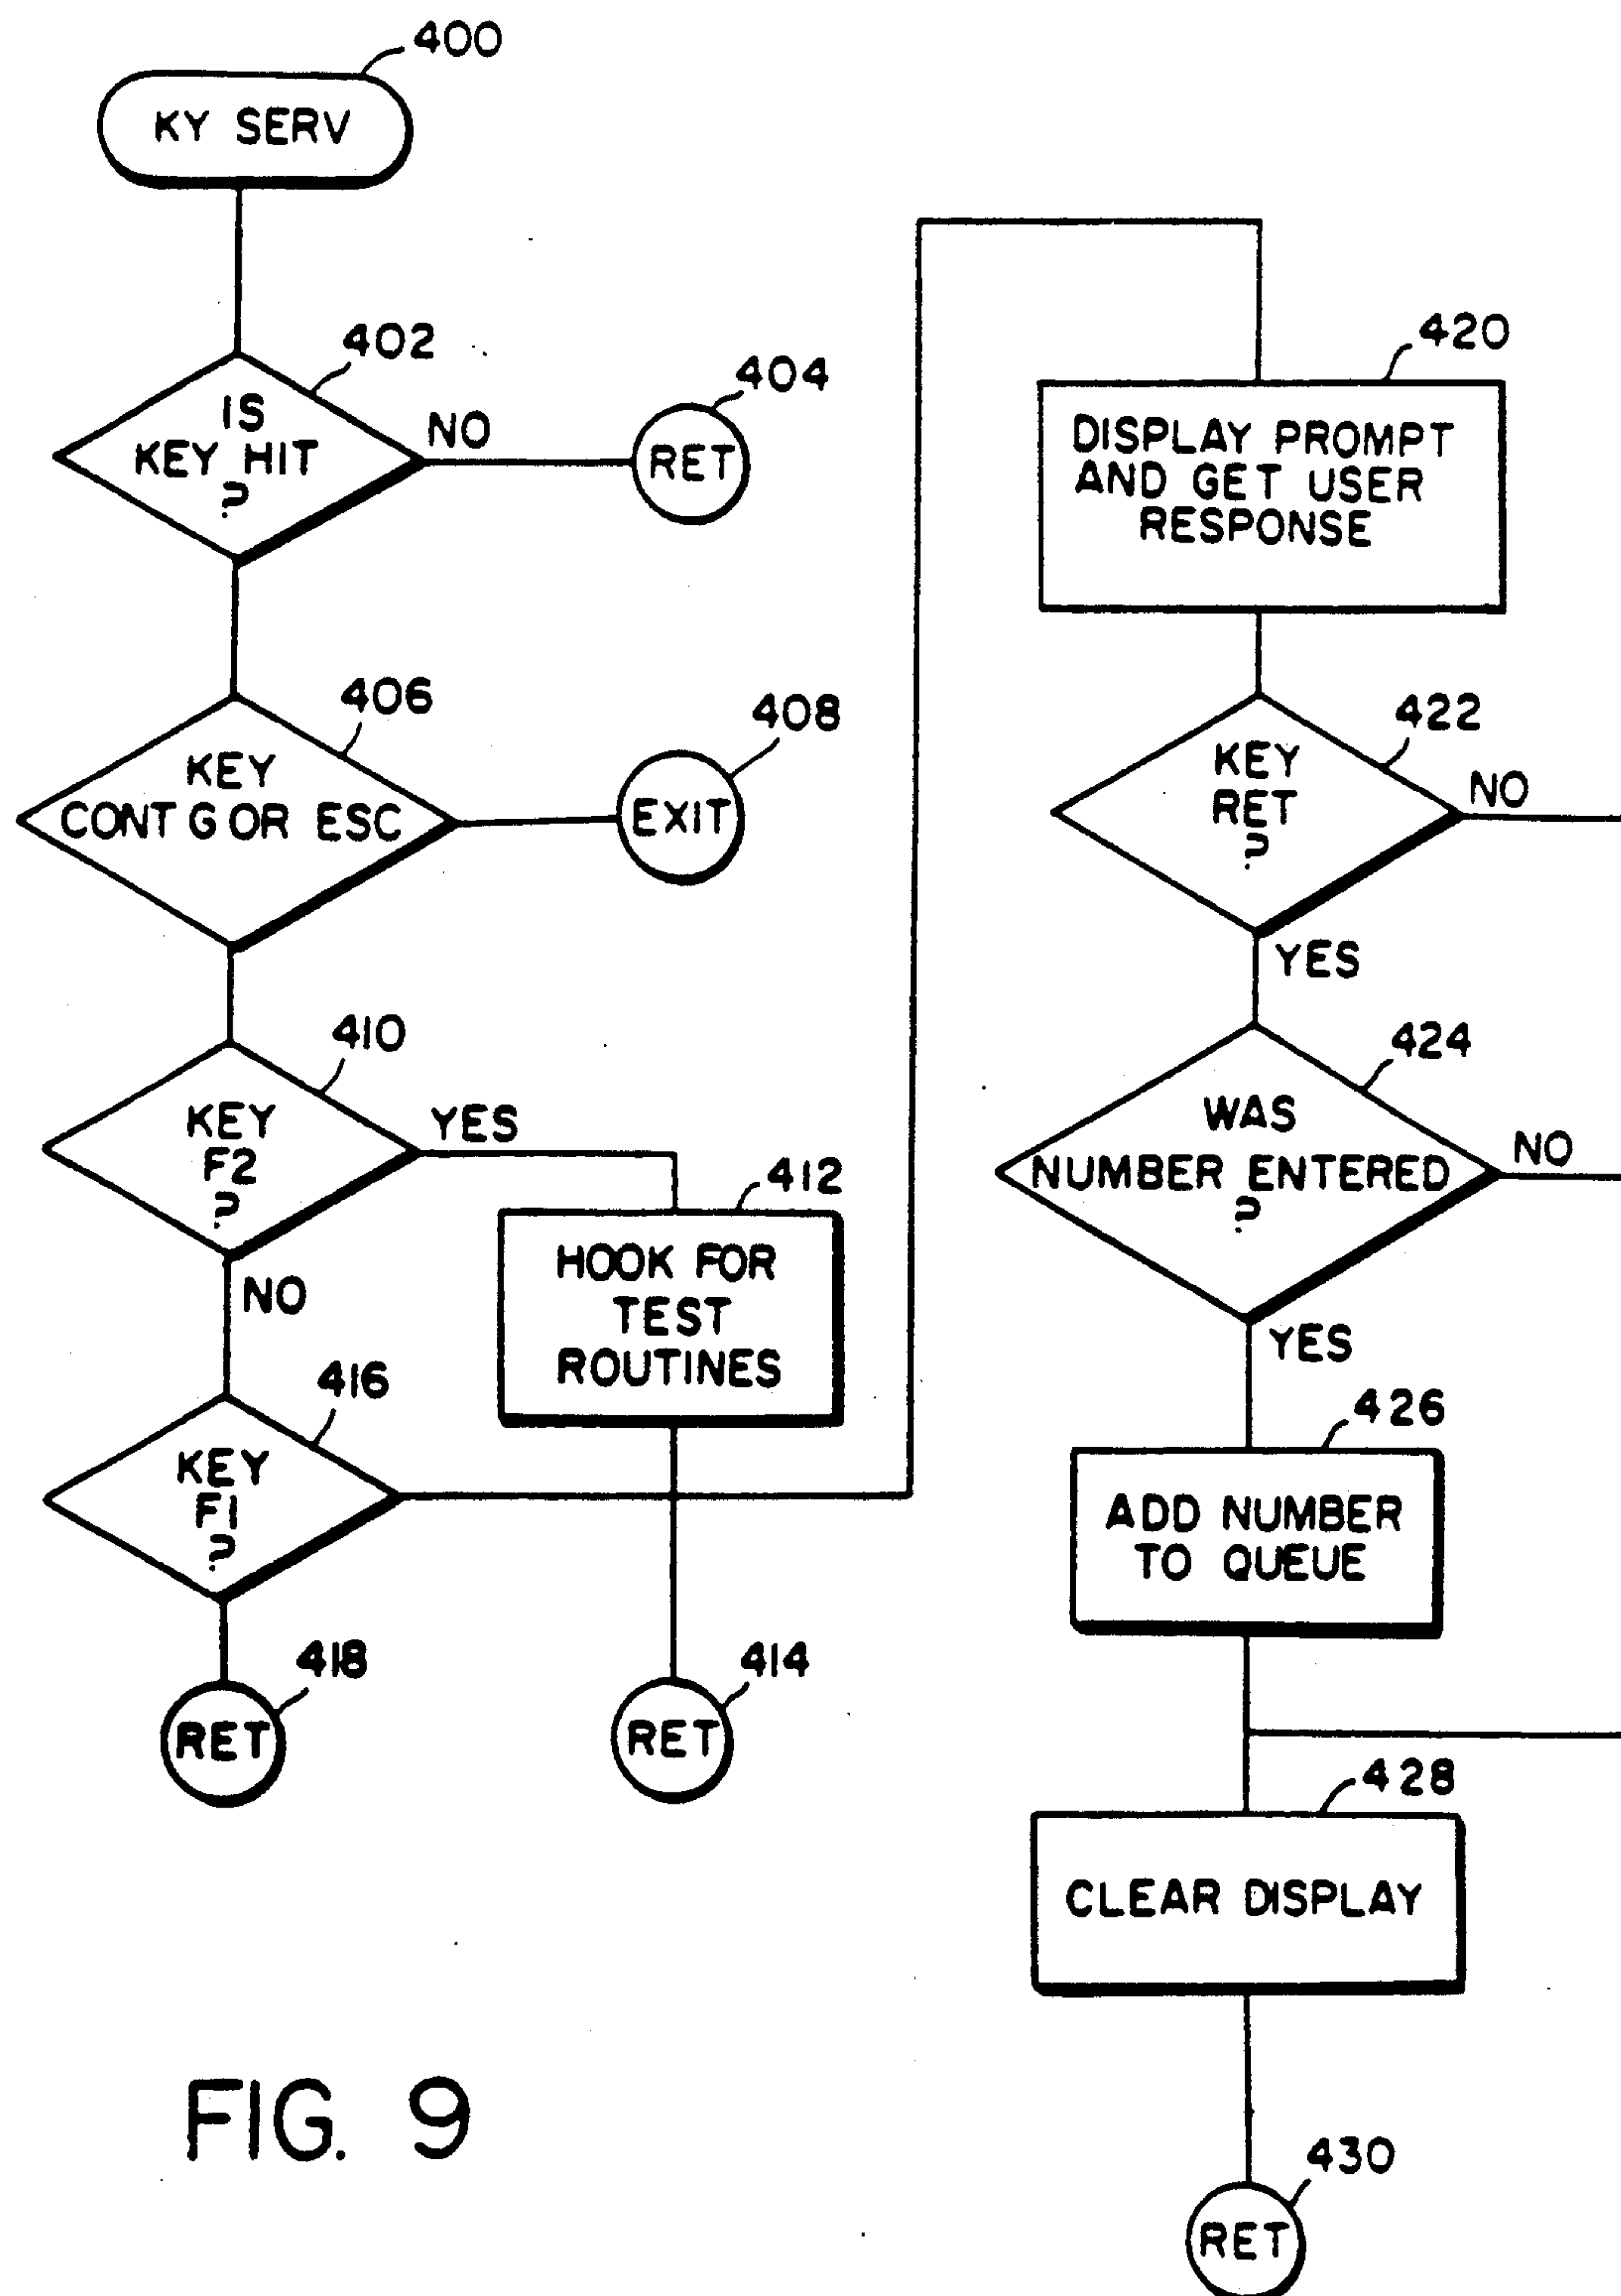 400
KY SERV
402
IS
KEY HIT
?
NO
404
RET
406
KEY
CONT G OR ESC
408
EXIT
410
KEY
F2
?
YES
NO
412
HOOK FOR
TEST
ROUTINES
416
KEY
F1
?
418
RET
414
RET
420
DISPLAY PROMPT
AND GET USER
RESPONSE
422
KEY
RET
?
NO
YES
424
WAS
NUMBER ENTERED
?
NO
YES
426
ADD NUMBER
TO QUEUE
428
CLEAR DISPLAY
430
RET
FIG. 9